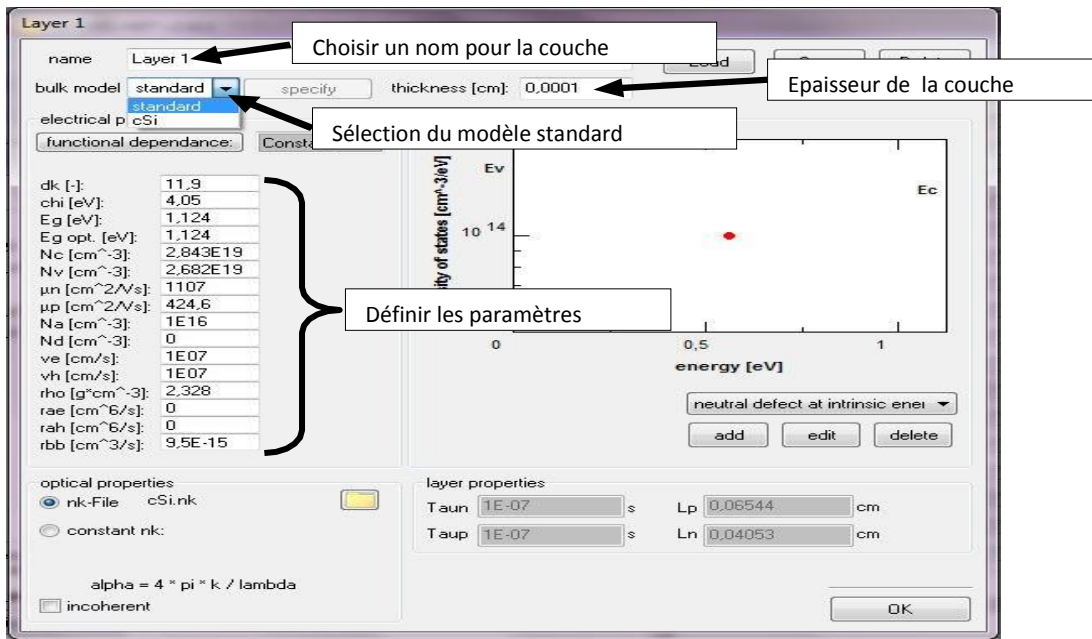 Layer 1
name Layer 1
Choisir un nom pour la couche
bulk model standard specify thickness [cm]: 0,0001
Epaisseur de la couche
standard
cSi
Sélection du modèle standard
electrical p
functional dependance:
dk [-]: 11,9
chi [eV]: 4,05
Eg [eV]: 1,124
Eg opt. [eV]: 1,124
Nc [cm^-3]: 2,843E19
Nv [cm^-3]: 2,682E19
µn [cm^2/Vs]: 1107
µp [cm^2/Vs]: 424,6
Na [cm^-3]: 1E16
Nd [cm^-3]: 0
ve [cm/s]: 1E07
vh [cm/s]: 1E07
rho [g*cm^-3]: 2,328
rae [cm^6/s]: 0
rah [cm^6/s]: 0
rbb [cm^3/s]: 9,5E-15
Définir les paramètres
Ev
Ec
of states [cm^-3/eV]
10 14
0 0,5 1
energy [eV]
neutral defect at intrinsic ener
add edit delete
optical properties
nk-File cSi.nk
constant nk:
alpha = 4 * pi * k / lambda
incoherent
layer properties
Taun 1E-07 s Lp 0,06544 cm
Taup 1E-07 s Ln 0,04053 cm
OK